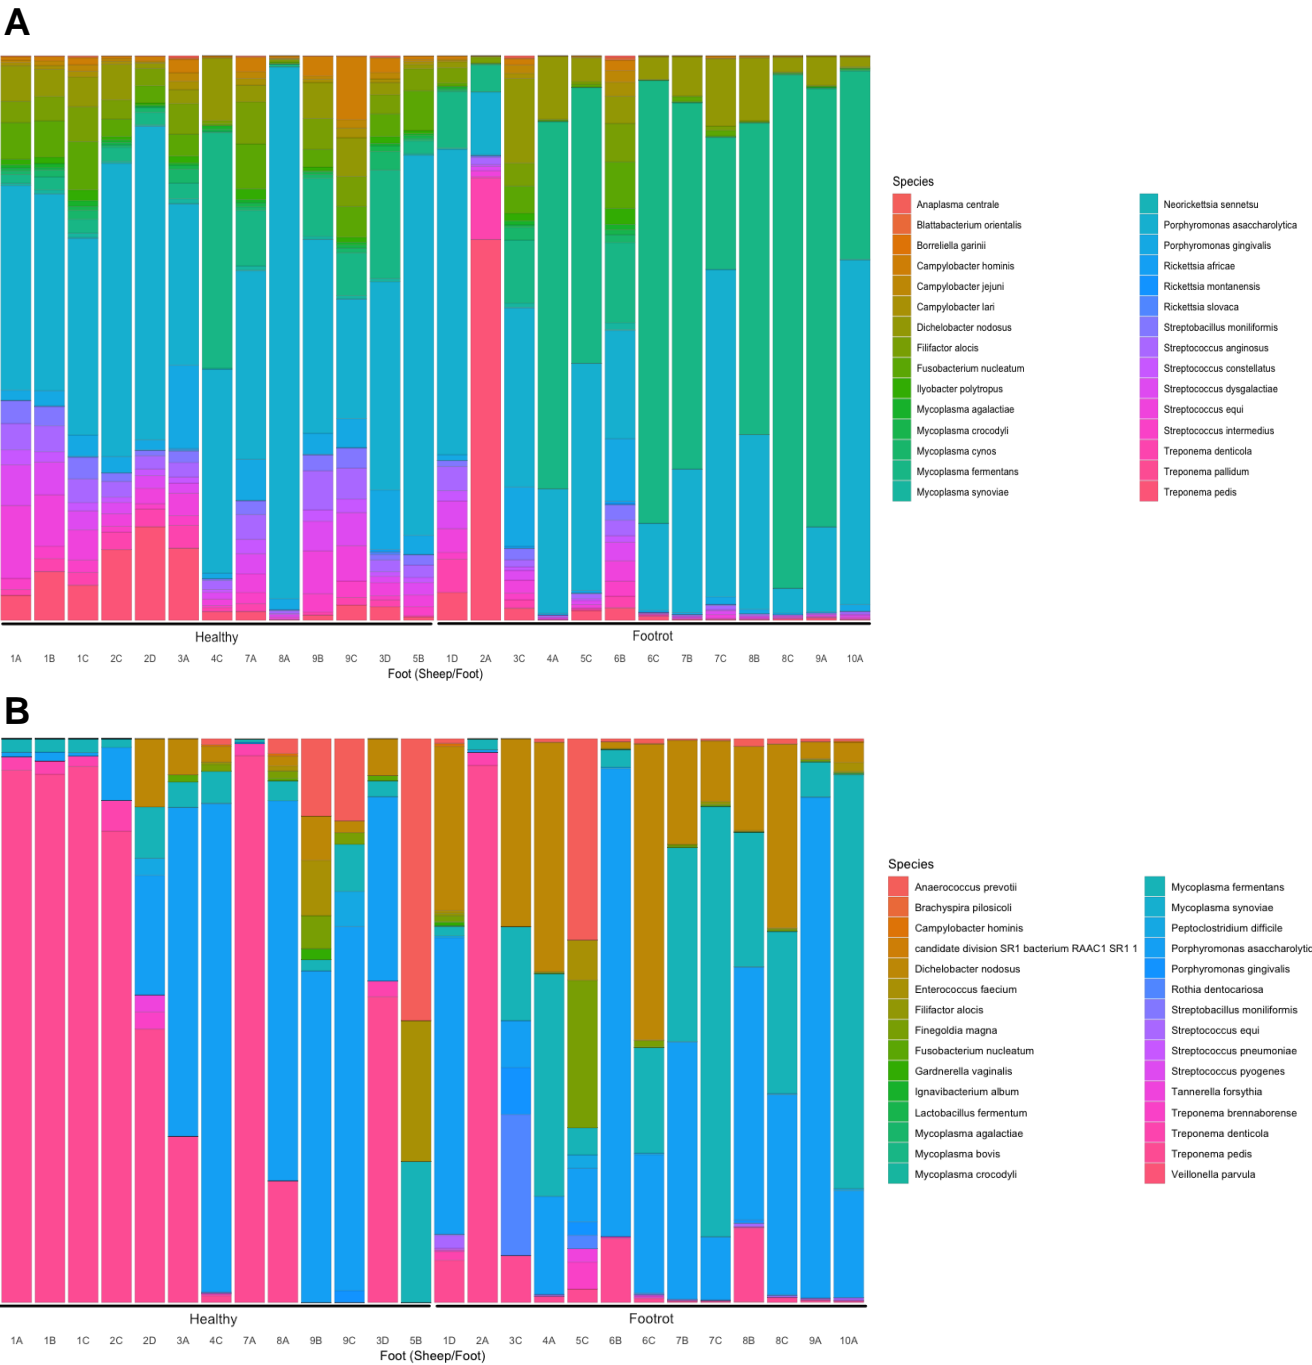 A
Species
Anaplasma centrale
Blattabacterium orientalis
Borreliella garinii
Campylobacter hominis
Campylobacter jejuni
Campylobacter lari
Dichelobacter nodosus
Filifactor alocis
Fusobacterium nucleatum
Ilyobacter polytropus
Mycoplasma agalactiae
Mycoplasma crocodyli
Mycoplasma cynos
Mycoplasma fermentans
Mycoplasma synoviae
Neorickettsia sennetsu
Porphyromonas asaccharolytica
Porphyromonas gingivalis
Rickettsia africae
Rickettsia montanensis
Rickettsia slovaca
Streptobacillus moniliformis
Streptococcus anginosus
Streptococcus constellatus
Streptococcus dysgalactiae
Streptococcus equi
Streptococcus intermedius
Treponema denticola
Treponema pallidum
Treponema pedis
Healthy Footrot
1A 1B 1C 2C 2D 3A 4C 7A 8A 9B 9C 3D 5B 1D 2A 3C 4A 5C 6B 6C 7B 7C 8B 8C 9A 10A
Foot (Sheep/Foot)
B
Species
Anaerococcus prevotii
Brachyspira pilosicoli
Campylobacter hominis
candidate division SR1 bacterium RAAC1 SR1 1
Dichelobacter nodosus
Enterococcus faecium
Filifactor alocis
Finegoldia magna
Fusobacterium nucleatum
Gardnerella vaginalis
Ignavibacterium album
Lactobacillus fermentum
Mycoplasma agalactiae
Mycoplasma bovis
Mycoplasma crocodyli
Mycoplasma fermentans
Mycoplasma synoviae
Peptoclostridium difficile
Porphyromonas asaccharolytic
Porphyromonas gingivalis
Rothia dentocariosa
Streptobacillus moniliformis
Streptococcus equi
Streptococcus pneumoniae
Streptococcus pyogenes
Tannerella forsythia
Treponema brennaborense
Treponema denticola
Treponema pedis
Veillonella parvula
Healthy Footrot
1A 1B 1C 2C 2D 3A 4C 7A 8A 9B 9C 3D 5B 1D 2A 3C 4A 5C 6B 6C 7B 7C 8B 8C 9A 10A
Foot (Sheep/Foot)